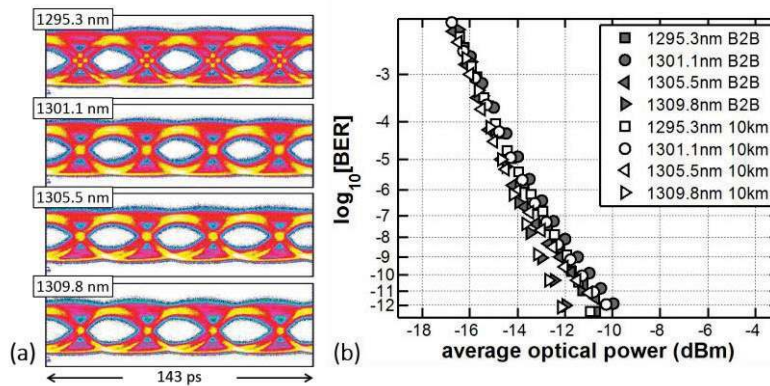 1295.3 nm
1301.1 nm
1305.5 nm
1309.8 nm
(a)
143 ps
log10[BER]
-3
-4
-5
-6
-7
-8
-9
-10
-11
-12
1295.3nm B2B
1301.1nm B2B
1305.5nm B2B
1309.8nm B2B
1295.3nm 10km
1301.1nm 10km
1305.5nm 10km
1309.8nm 10km
-18 -16 -14 -12 -10 -8 -6 -4
(b) average optical power (dBm)